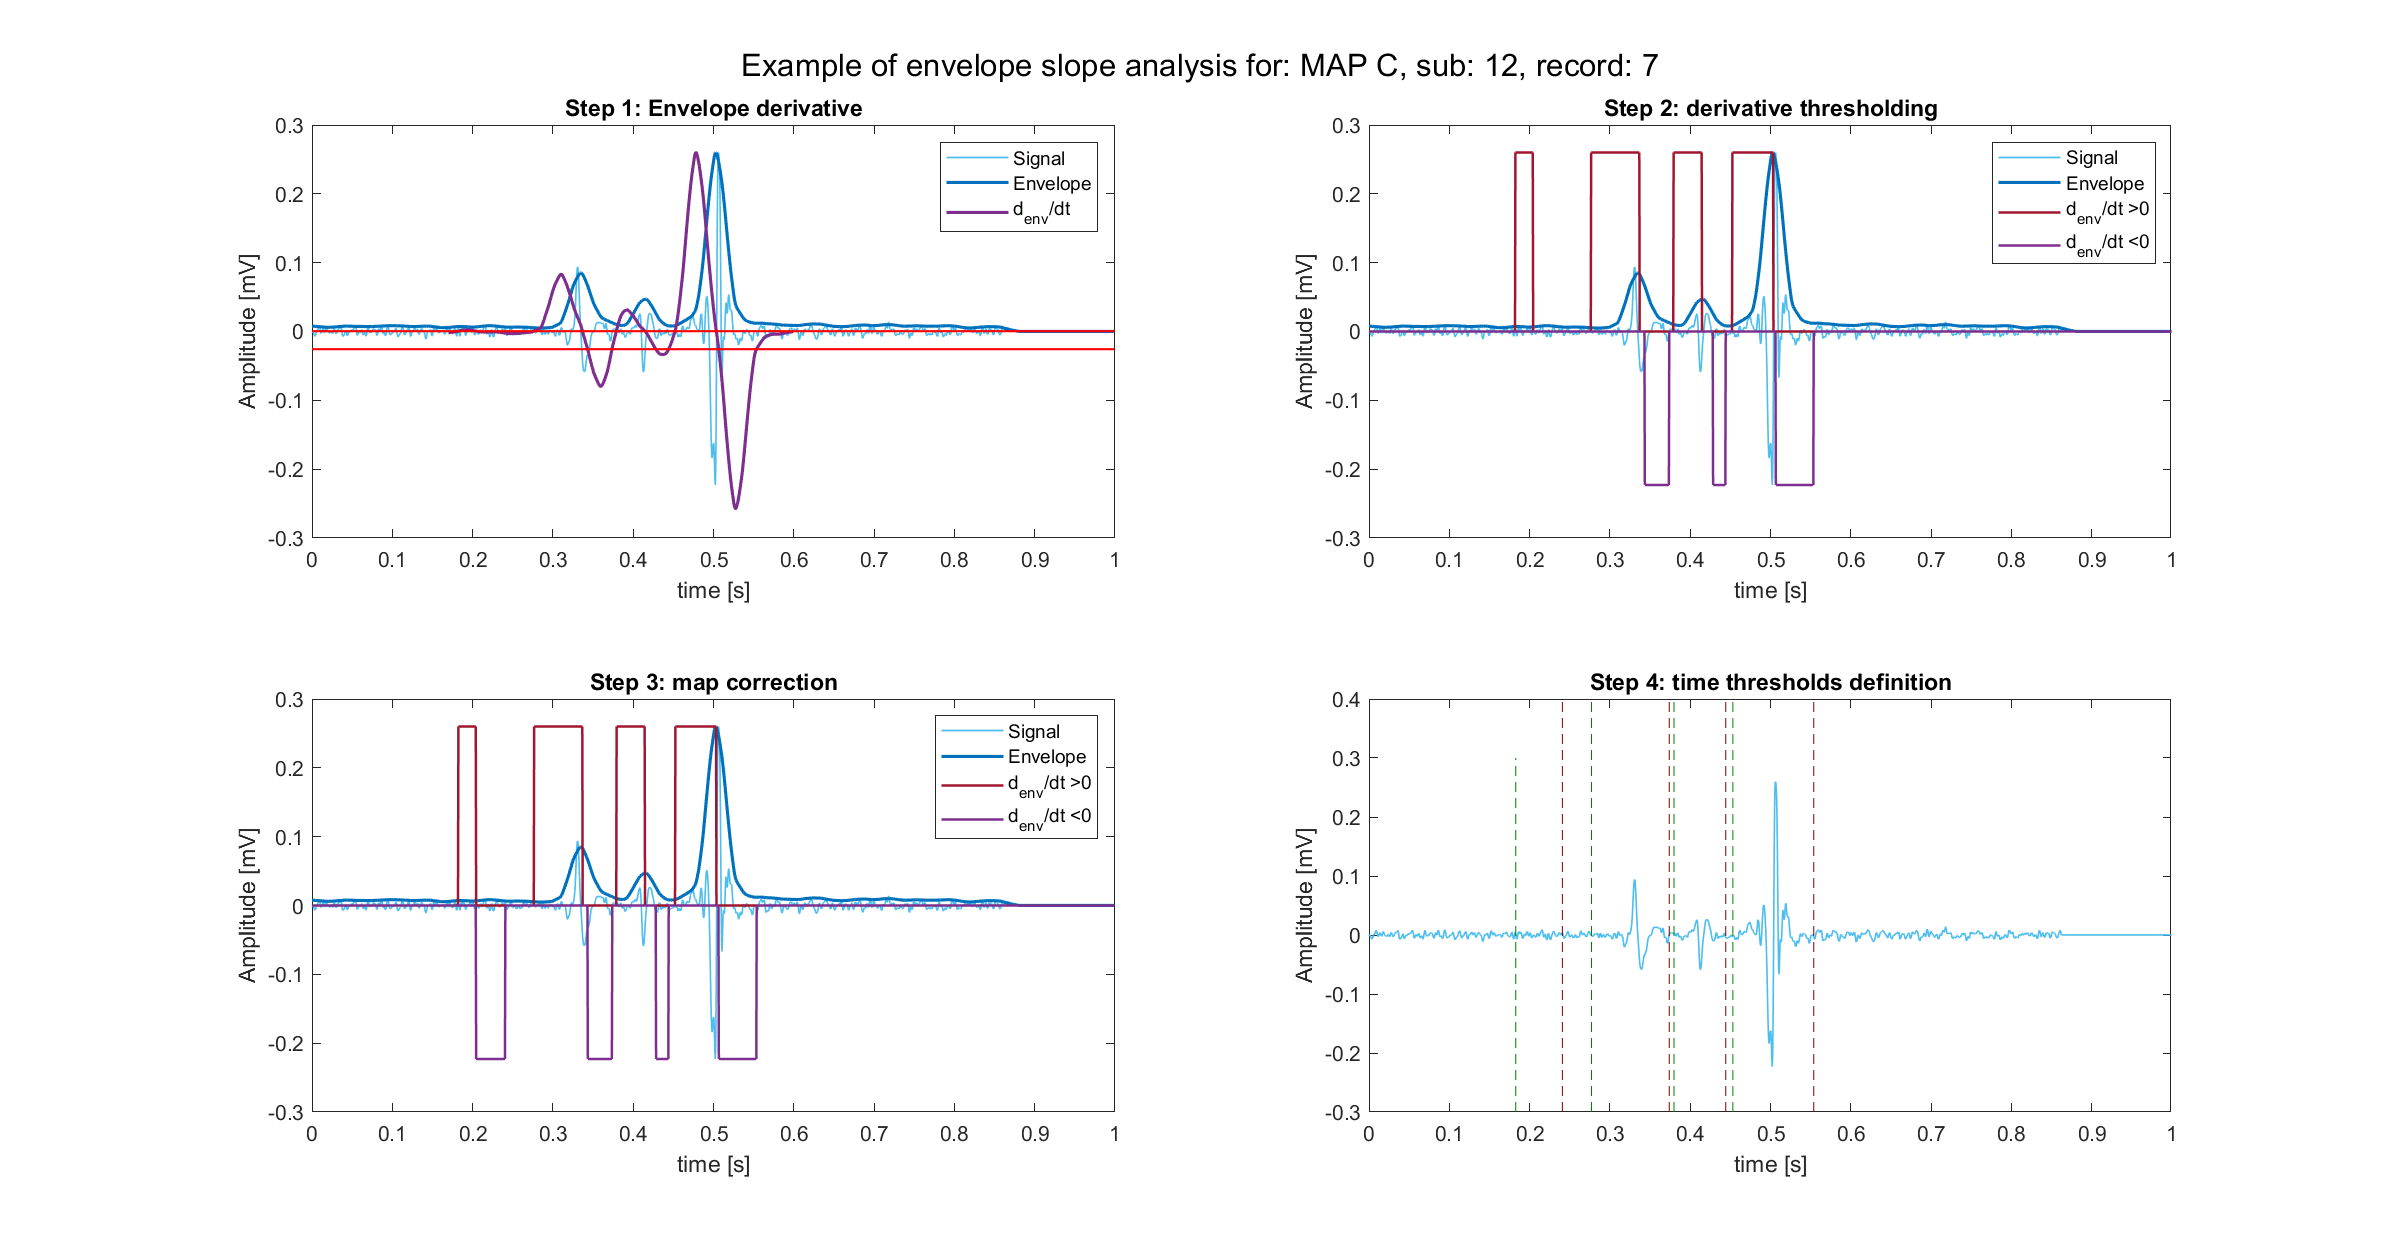 Example of envelope slope analysis for: MAP C, sub: 12, record: 7
Step 1: Envelope derivative
0.3
0.2
0.1
0
-0.1
-0.2
-0.3
Amplitude [mV]
0 0.1 0.2 0.3 0.4 0.5 0.6 0.7 0.8 0.9 1
time [s]
Signal
Envelope
d_env/dt
Step 2: derivative thresholding
0.3
0.2
0.1
0
-0.1
-0.2
-0.3
Amplitude [mV]
0 0.1 0.2 0.3 0.4 0.5 0.6 0.7 0.8 0.9 1
time [s]
Signal
Envelope
d_env/dt >0
d_env/dt <0
Step 3: map correction
0.3
0.2
0.1
0
-0.1
-0.2
-0.3
Amplitude [mV]
0 0.1 0.2 0.3 0.4 0.5 0.6 0.7 0.8 0.9 1
time [s]
Signal
Envelope
d_env/dt >0
d_env/dt <0
Step 4: time thresholds definition
0.4
0.3
0.2
0.1
0
-0.1
-0.2
-0.3
Amplitude [mV]
0 0.1 0.2 0.3 0.4 0.5 0.6 0.7 0.8 0.9 1
time [s]